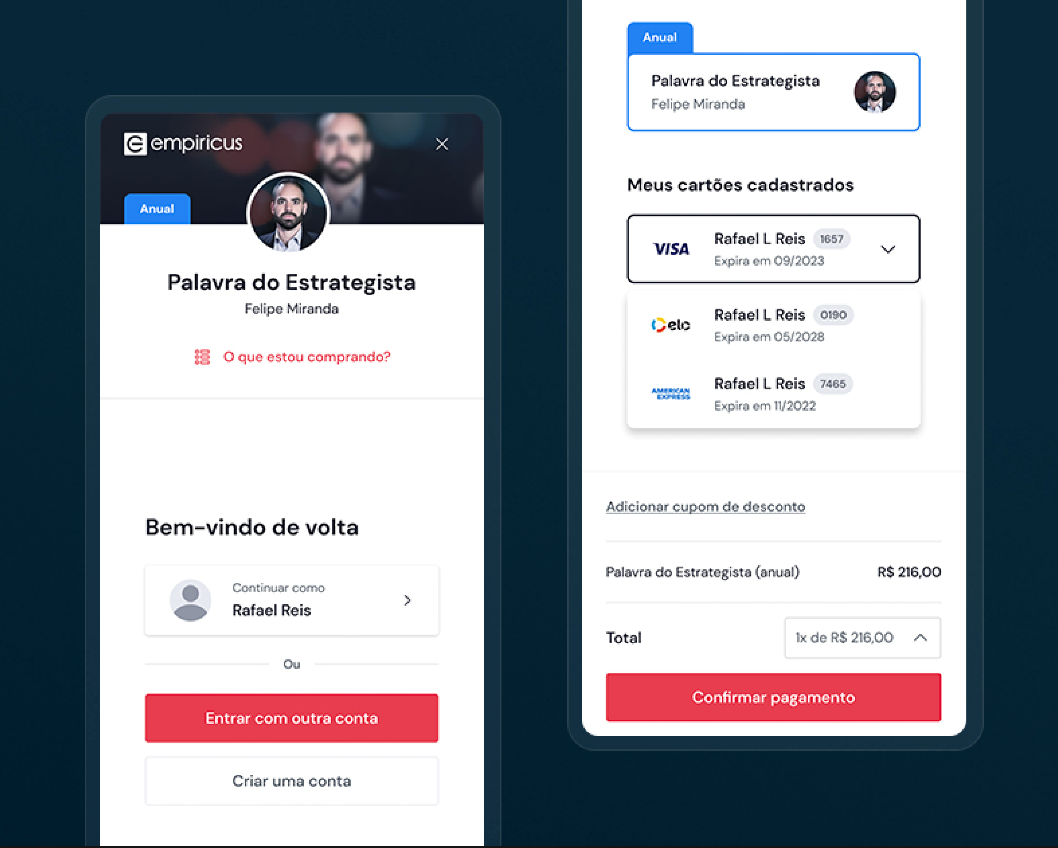 empiricus
Anual
Palavra do Estrategista
Felipe Miranda
O que estou comprando?
Bem-vindo de volta
Continuar como
Rafael Reis
Ou
Entrar com outra conta
Criar uma conta
Anual
Palavra do Estrategista
Felipe Miranda
Meus cartões cadastrados
VISA
Rafael L Reis 1657
Expira em 09/2023
elo
Rafael L Reis 0190
Expira em 05/2028
AMERICAN
EXPRESS
Rafael L Reis 7465
Expira em 11/2022
Adicionar cupom de desconto
Palavra do Estrategista (anual) R$ 216,00
Total 1x de R$ 216,00
Confirmar pagamento